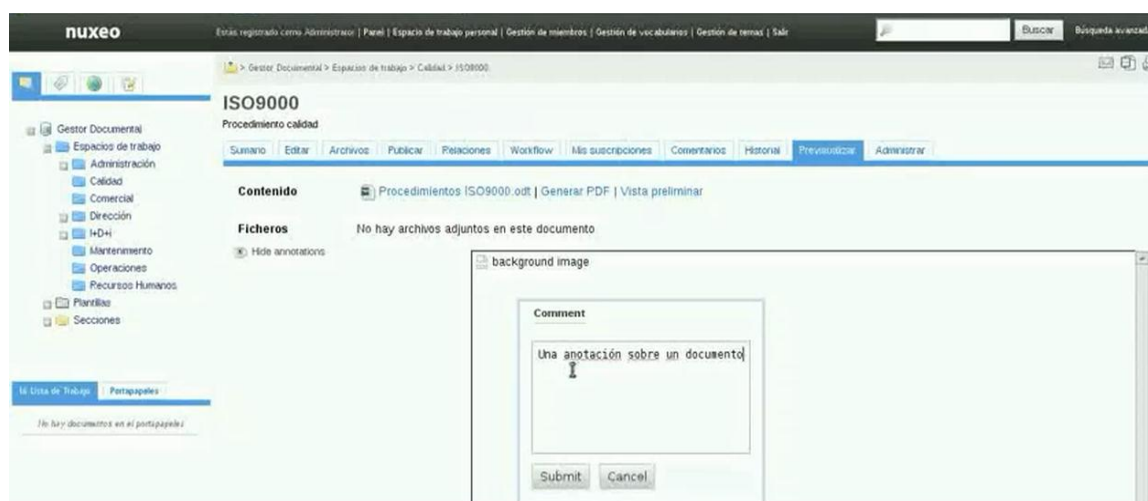 nuxeo
Estás registrado como Administrator | Panel | Espacio de trabajo personal | Gestión de miembros | Gestión de vocabularios | Gestión de temas | Salir
Buscar
Búsqueda avanzada
> Gestor Documental > Espacios de trabajo > Calidad > ISO9000
ISO9000
Procedimiento calidad
Sumario Editar Archivos Publicar Relaciones Workflow Mis suscripciones Comentarios Historial Previsualizar Administrar
Gestor Documental
Espacios de trabajo
Administración
Calidad
Comercial
Dirección
I+D+i
Mantenimiento
Operaciones
Recursos Humanos
Plantillas
Secciones
Lista de Trabajo Portapapeles
No hay documentos en el portapapeles
Contenido Procedimientos ISO9000.odt | Generar PDF | Vista preliminar
Ficheros No hay archivos adjuntos en este documento
Hide annotations
background image
Comment
Una anotación sobre un documento
Submit Cancel